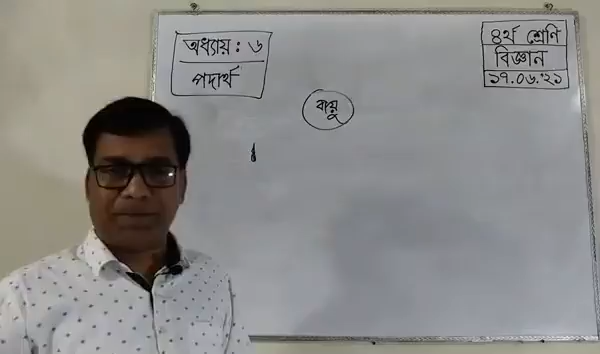 অধ্যায় : ৬
পদার্থ
৪র্থ শ্রেণি
বিজ্ঞান
১৭.০৬.'২১
বায়ু